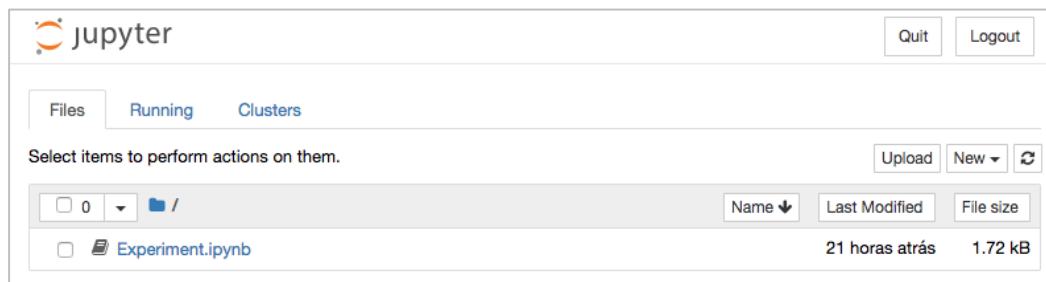 jupyter Quit Logout
Files Running Clusters
Select items to perform actions on them. Upload New
0 / Name Last Modified File size
Experiment.ipynb 21 horas atrás 1.72 kB